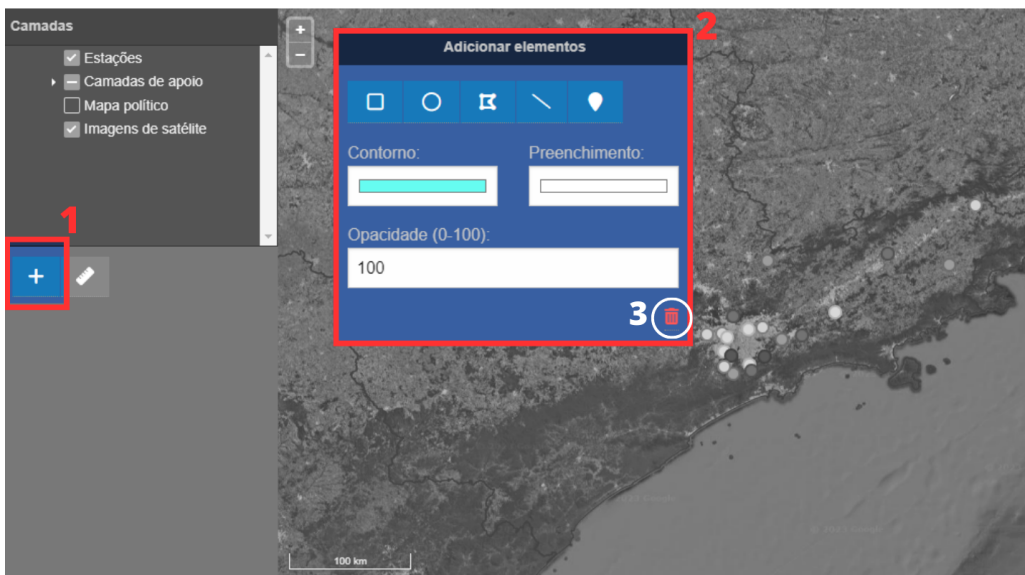 Camadas
Estações
Camadas de apoio
Mapa político
Imagens de satélite
1
+
+
−
2
Adicionar elementos
Contorno:
Preenchimento:
Opacidade (0-100):
100
3
100 km